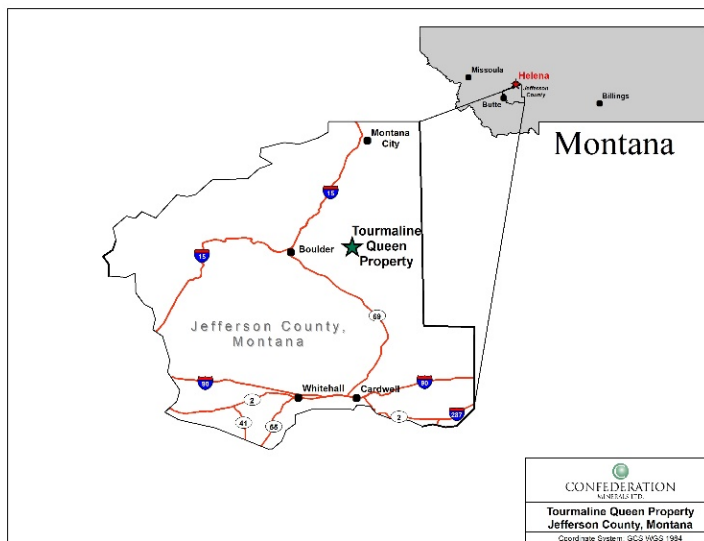 Missoula
Helena
Jefferson
County
Butte
Billings
Montana
Montana
City
15
Tourmaline
Queen
Property
15
Boulder
69
Jefferson County,
Montana
90
Whitehall
Cardwell
90
2
2
287
41
55
CONFEDERATION
MINERALS LTD.
Tourmaline Queen Property
Jefferson County, Montana
Coordinate System: GCS WGS 1984